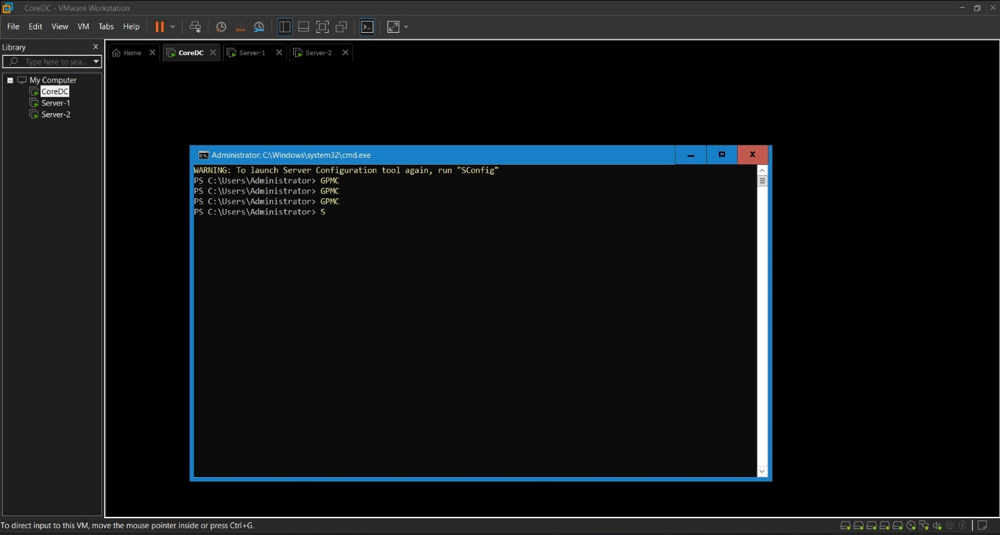 CoreDC - VMware Workstation
File Edit View VM Tabs Help
Library
Type here to sea...
Home CoreDC Server-1 Server-2
My Computer
CoreDC
Server-1
Server-2
Administrator: C:\Windows\system32\cmd.exe
WARNING: To launch Server Configuration tool again, run "SConfig"
PS C:\Users\Administrator> GPMC
PS C:\Users\Administrator> GPMC
PS C:\Users\Administrator> GPMC
PS C:\Users\Administrator> S
To direct input to this VM, move the mouse pointer inside or press Ctrl+G.